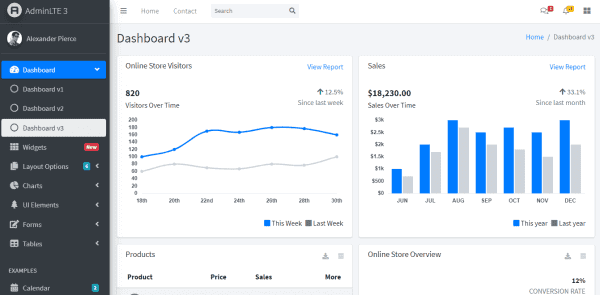 AdminLTE 3
Home Contact Search
Alexander Pierce
Dashboard
Dashboard v1
Dashboard v2
Dashboard v3
Widgets New
Layout Options 6
Charts
UI Elements
Forms
Tables
EXAMPLES
Calendar 2
Dashboard v3
Home / Dashboard v3
Online Store Visitors View Report
820 12.5%
Visitors Over Time Since last week
200
180
160
140
120
100
80
60
40
20
0
18th 20th 22nd 24th 26th 28th 30th
This Week Last Week
Sales View Report
$18,230.00 33.1%
Sales Over Time Since last month
$3k
$2.5k
$2k
$1.5k
$1k
$500
$0
JUN JUL AUG SEP OCT NOV DEC
This year Last year
Products
Product Price Sales More
Online Store Overview
12%
CONVERSION RATE